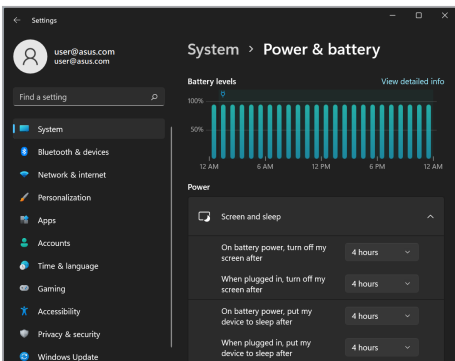 Settings
user@asus.com
user@asus.com
Find a setting
System
Bluetooth & devices
Network & internet
Personalization
Apps
Accounts
Time & language
Gaming
Accessibility
Privacy & security
Windows Update
System > Power & battery
Battery levels View detailed info
100%
50%
12 AM 6 AM 12 PM 6 PM 12 AM
Power
Screen and sleep
On battery power, turn off my
screen after
4 hours
When plugged in, turn off my
screen after
4 hours
On battery power, put my
device to sleep after
4 hours
When plugged in, put my
device to sleep after
4 hours